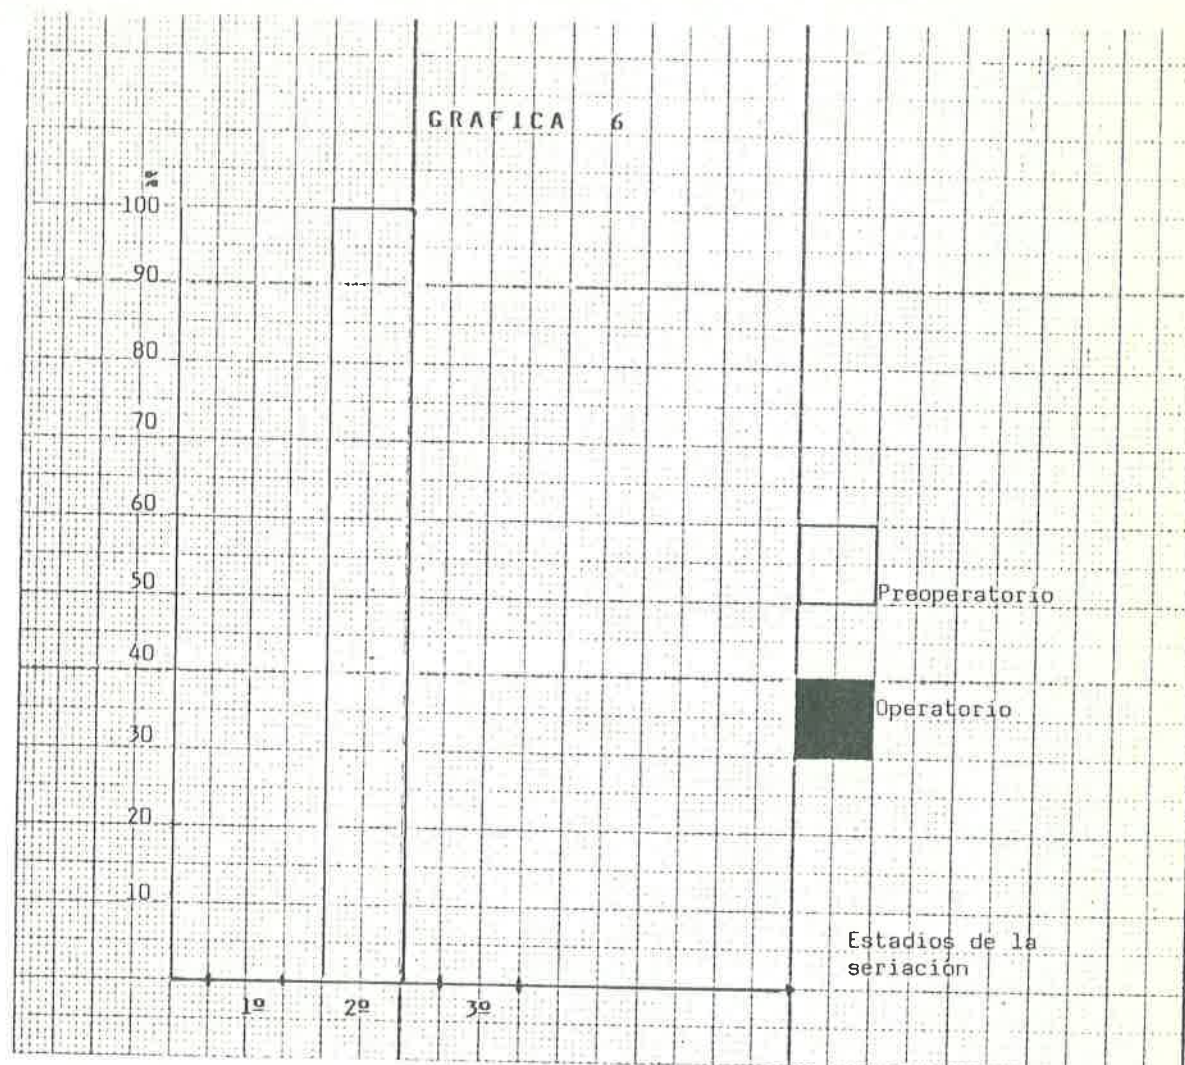 GRAFICA 6
%
100
90
80
70
60
50
40
30
20
10
Preoperatorio
Operatorio
Estadios de la
seriación
1º 2º 3º